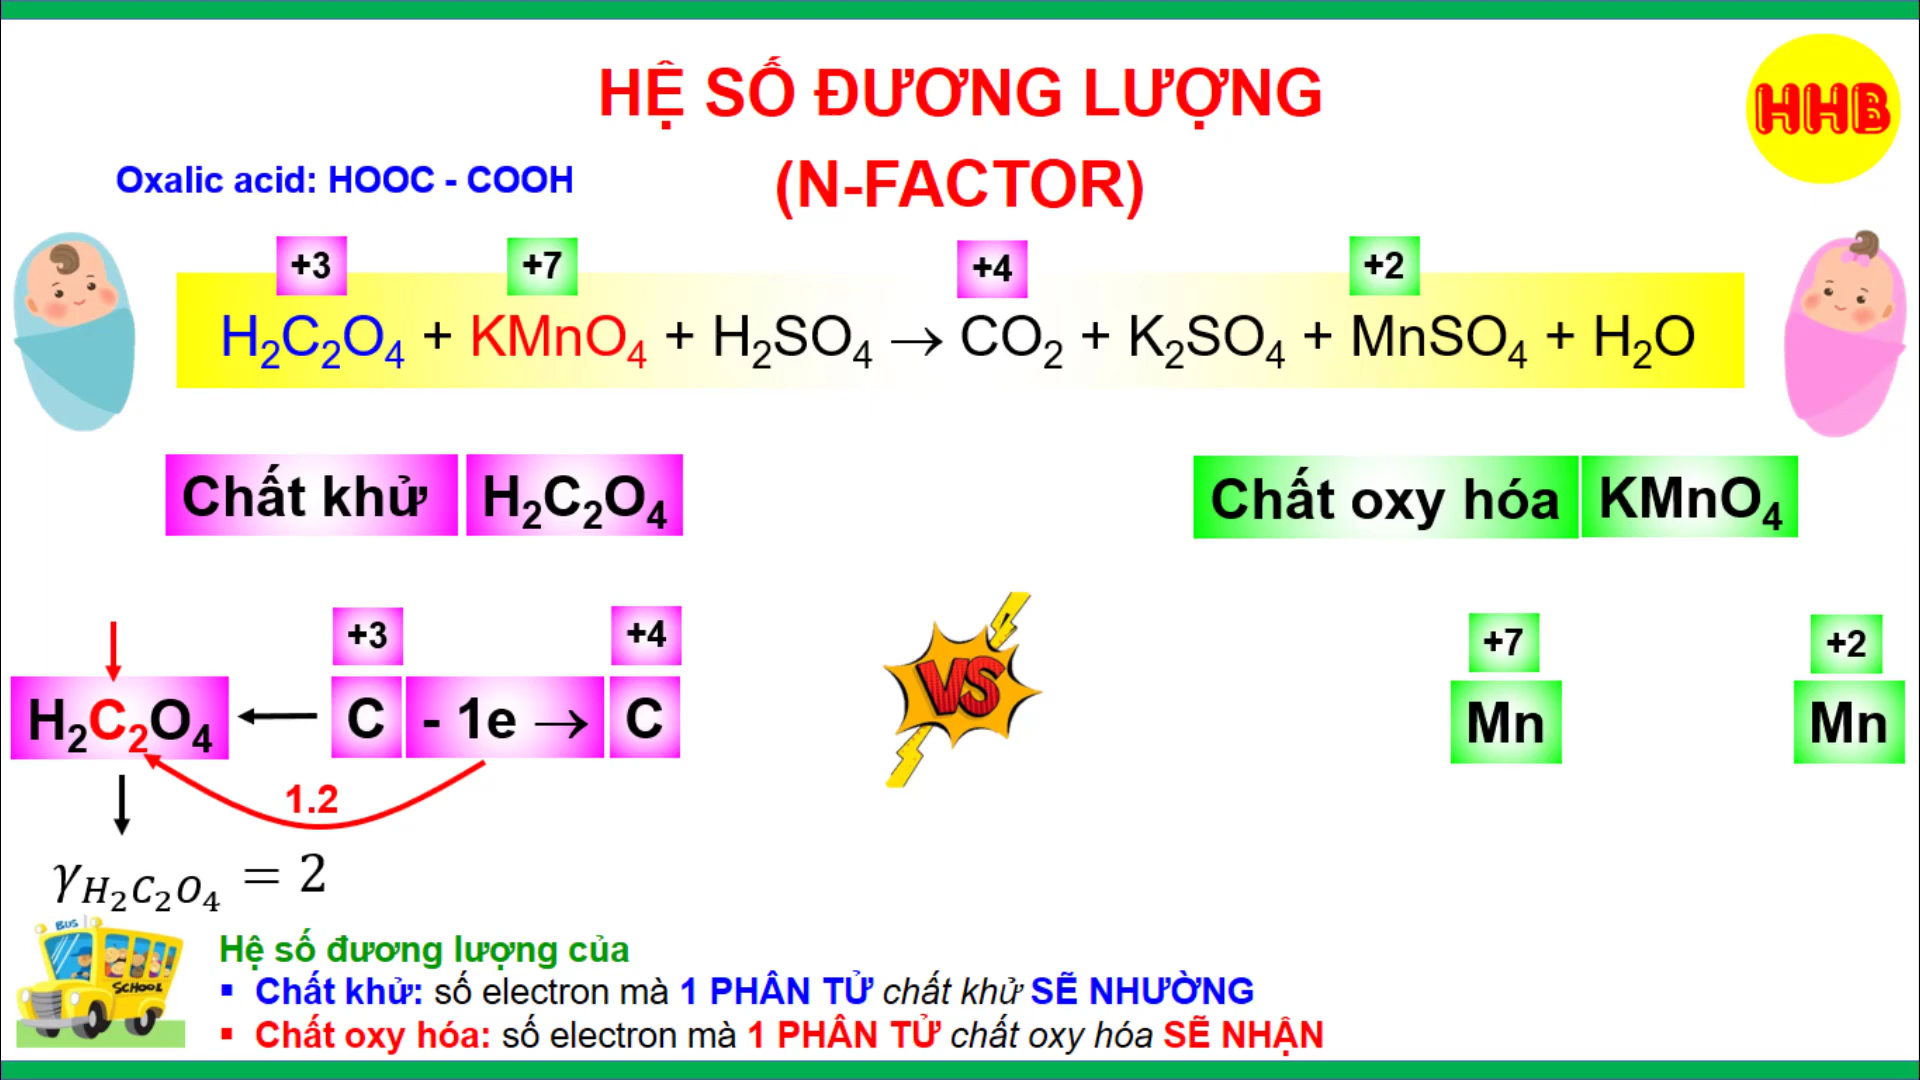 HỆ SỐ ĐƯƠNG LƯỢNG
HHB
Oxalic acid: HOOC - COOH
(N-FACTOR)
+3 +7 +4 +2
H₂C₂O₄ + KMnO₄ + H₂SO₄ → CO₂ + K₂SO₄ + MnSO₄ + H₂O
Chất khử H₂C₂O₄
Chất oxy hóa KMnO₄
+3 +4
H₂C₂O₄ ← C - 1e → C
1.2
γH₂C₂O₄ = 2
VS
+7 +2
Mn Mn
BUS
SCHOOL
Hệ số đương lượng của
▪ Chất khử: số electron mà 1 PHÂN TỬ chất khử SẼ NHƯỜNG
▪ Chất oxy hóa: số electron mà 1 PHÂN TỬ chất oxy hóa SẼ NHẬN